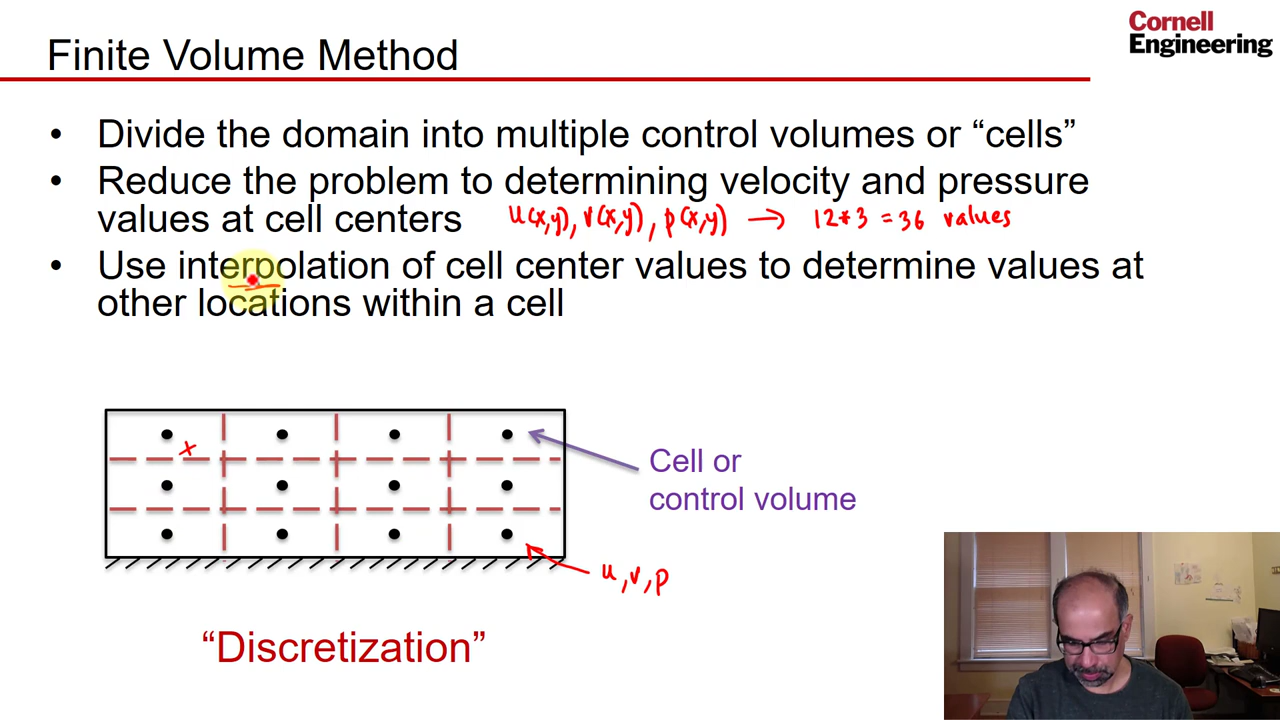 Cornell
Engineering
Finite Volume Method
• Divide the domain into multiple control volumes or “cells”
• Reduce the problem to determining velocity and pressure
values at cell centers u(x,y), v(x,y), p(x,y) → 12*3 = 36 values
• Use interpolation of cell center values to determine values at
other locations within a cell
x
Cell or
control volume
u, v, p
“Discretization”